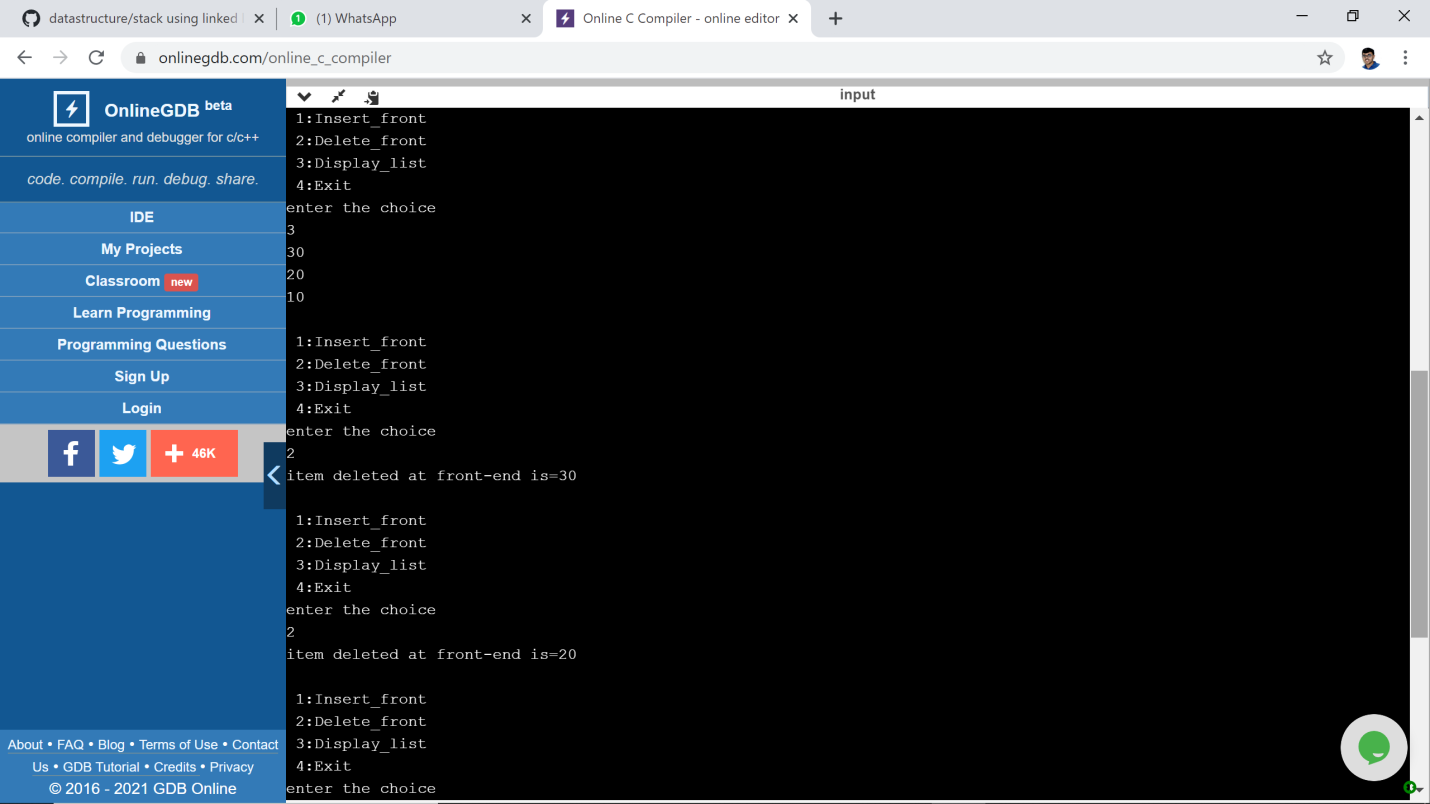 datastructure/stack using linked
(1) WhatsApp
Online C Compiler - online editor
onlinegdb.com/online_c_compiler
OnlineGDB beta
online compiler and debugger for c/c++
code. compile. run. debug. share.
IDE
My Projects
Classroom new
Learn Programming
Programming Questions
Sign Up
Login
46K
About • FAQ • Blog • Terms of Use • Contact
Us • GDB Tutorial • Credits • Privacy
© 2016 - 2021 GDB Online
input
1:Insert_front
2:Delete_front
3:Display_list
4:Exit
enter the choice
3
30
20
10
1:Insert_front
2:Delete_front
3:Display_list
4:Exit
enter the choice
2
item deleted at front-end is=30
1:Insert_front
2:Delete_front
3:Display_list
4:Exit
enter the choice
2
item deleted at front-end is=20
1:Insert_front
2:Delete_front
3:Display_list
4:Exit
enter the choice